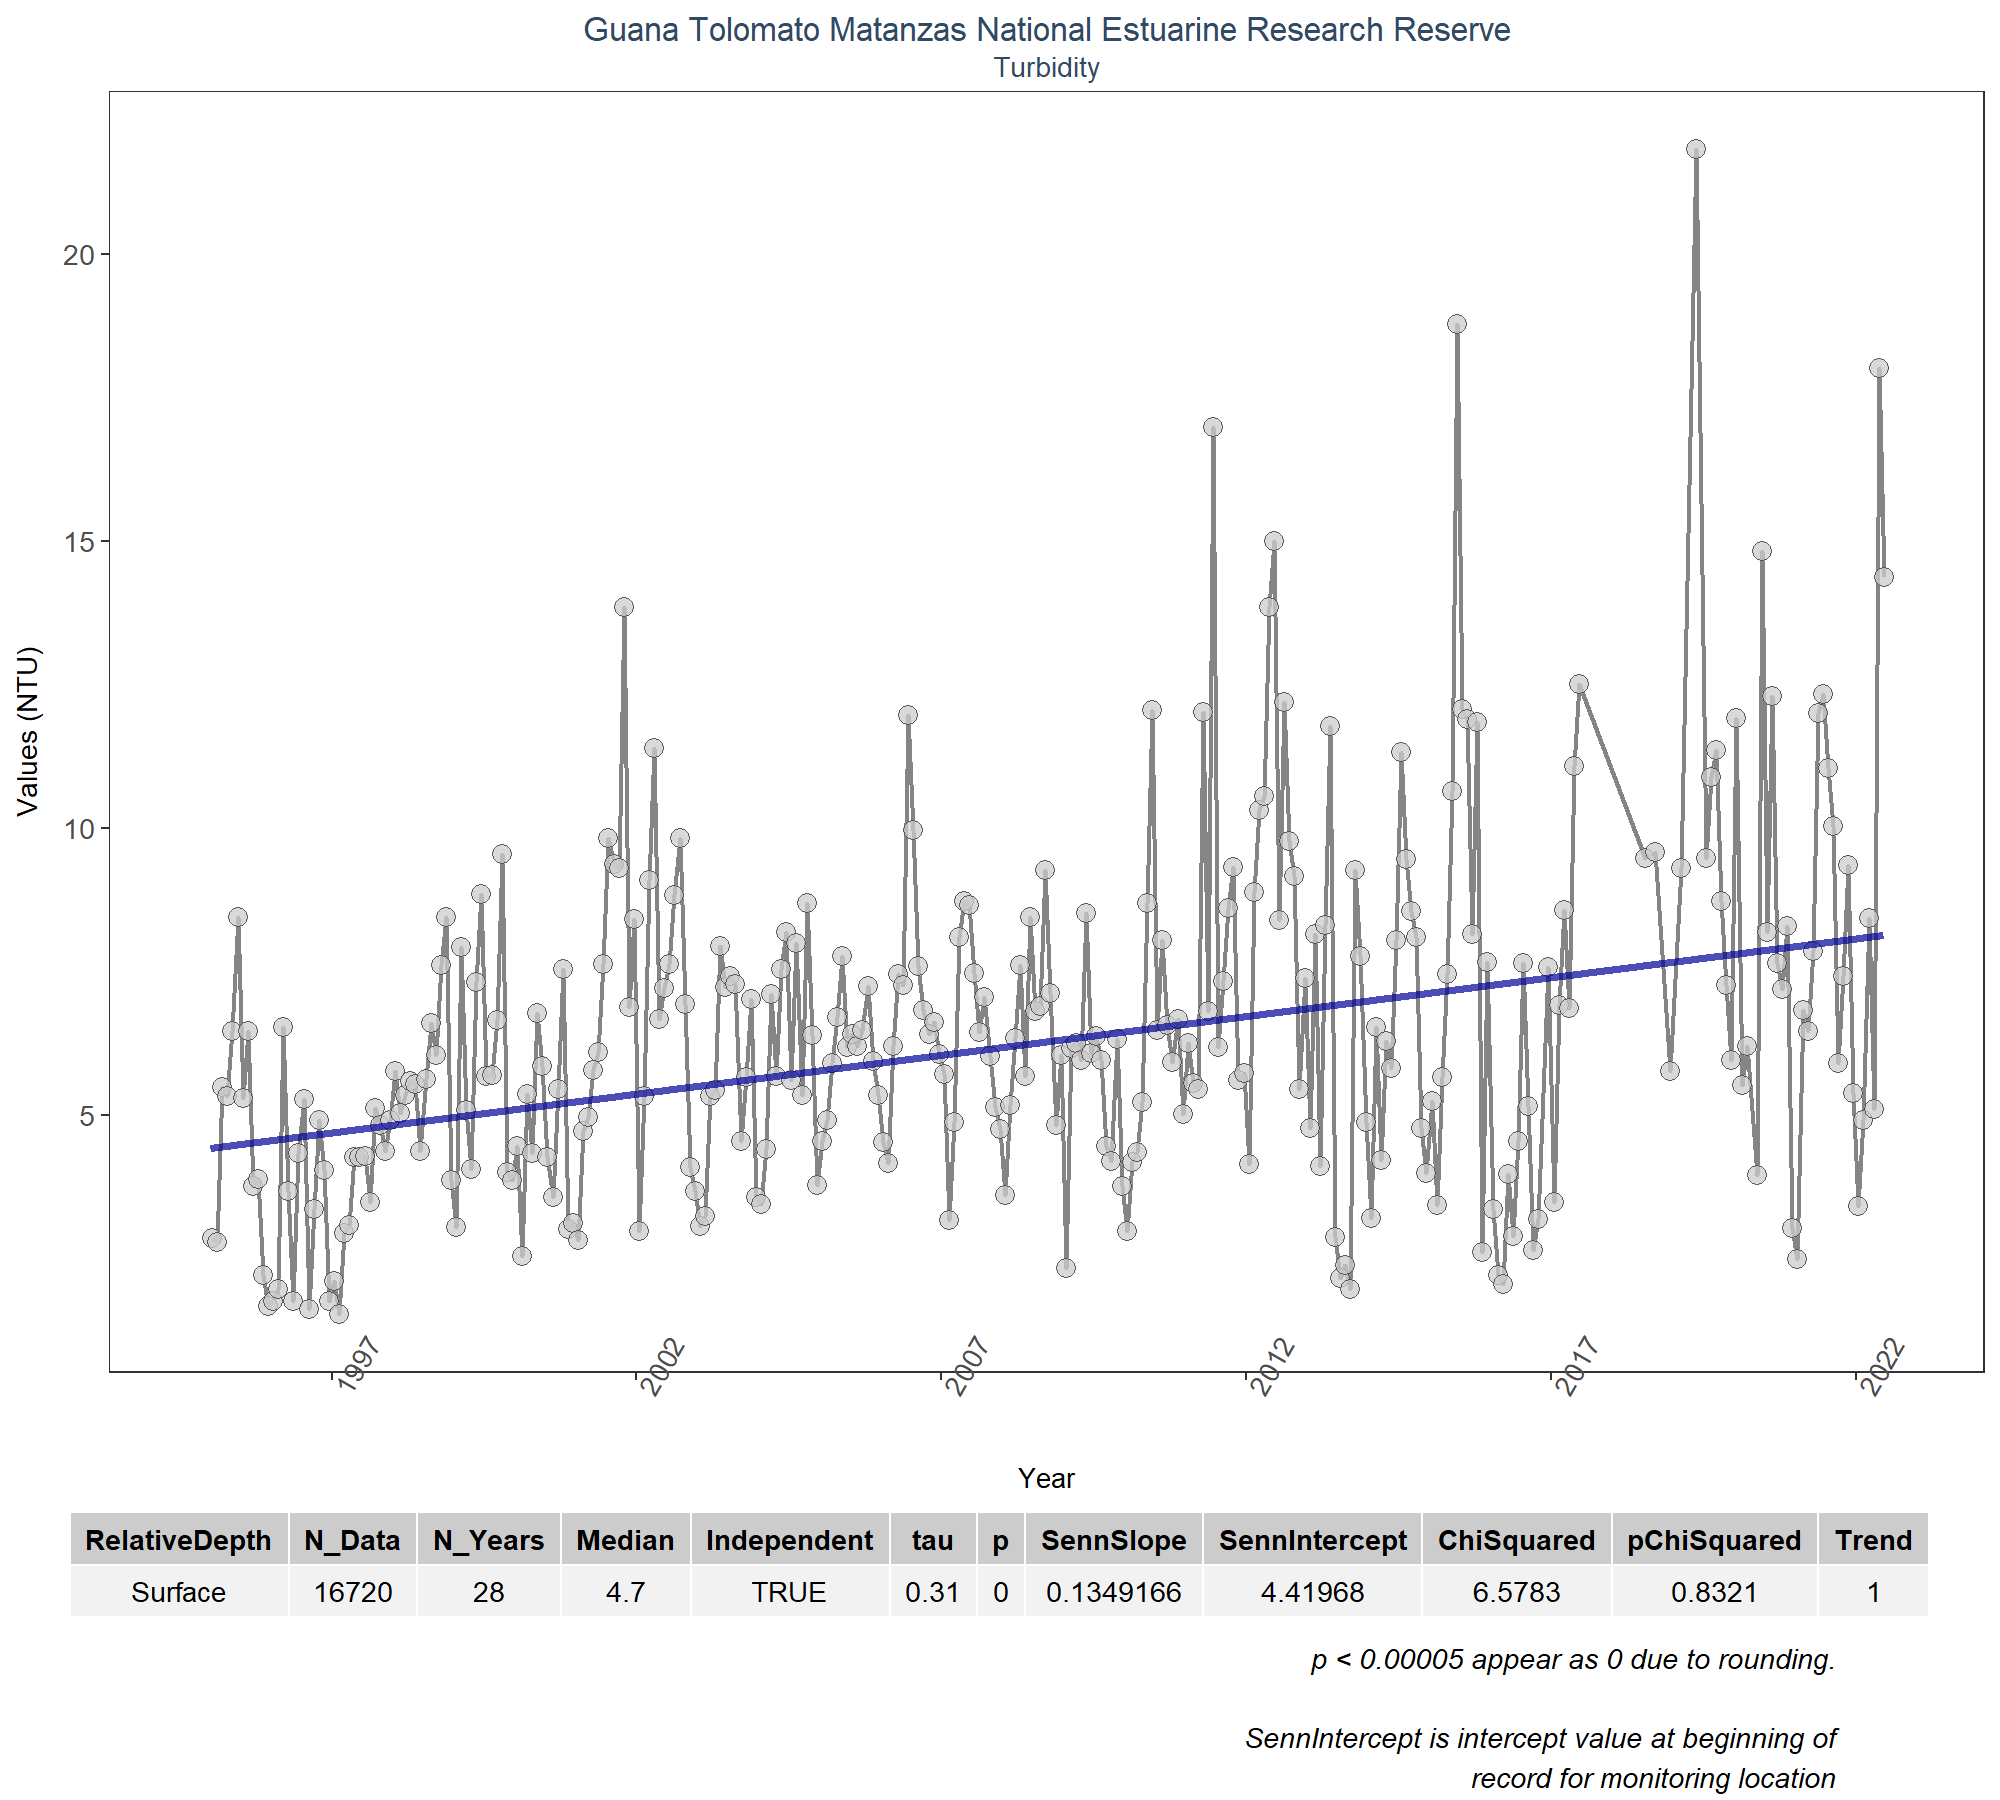 Guana Tolomato Matanzas National Estuarine Research Reserve
Turbidity
20
15
10
5
Values (NTU)
1997 2002 2007 2012 2017 2022
Year
RelativeDepth N_Data N_Years Median Independent tau p SennSlope SennIntercept ChiSquared pChiSquared Trend
Surface 16720 28 4.7 TRUE 0.31 0 0.1349166 4.41968 6.5783 0.8321 1
p < 0.00005 appear as 0 due to rounding.
SennIntercept is intercept value at beginning of
record for monitoring location